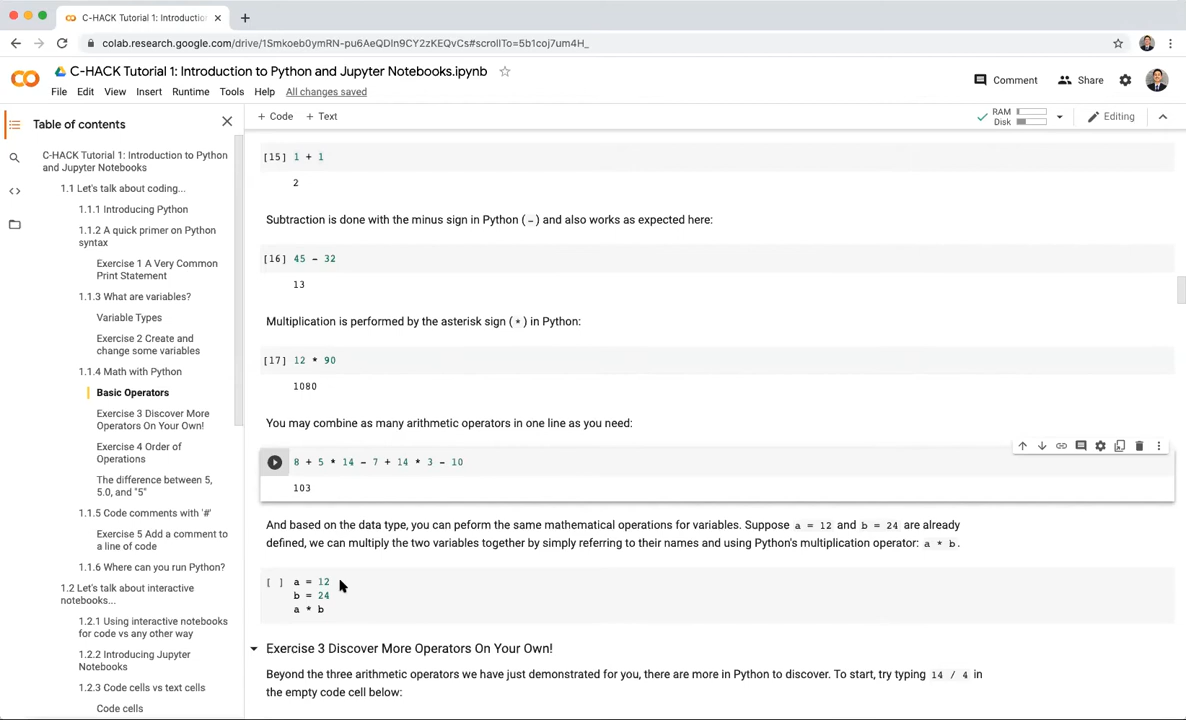 C-HACK Tutorial 1: Introductio
colab.research.google.com/drive/1Smkoeb0ymRN-pu6AeQDIn9CY2zKEQvCs#scrollTo=5b1coj7um4H_
C-HACK Tutorial 1: Introduction to Python and Jupyter Notebooks.ipynb
Comment
Share
File Edit View Insert Runtime Tools Help All changes saved
Table of contents
+ Code + Text
RAM
Disk
Editing
C-HACK Tutorial 1: Introduction to Python
and Jupyter Notebooks
1.1 Let's talk about coding...
1.1.1 Introducing Python
1.1.2 A quick primer on Python
syntax
Exercise 1 A Very Common
Print Statement
1.1.3 What are variables?
Variable Types
Exercise 2 Create and
change some variables
1.1.4 Math with Python
Basic Operators
Exercise 3 Discover More
Operators On Your Own!
Exercise 4 Order of
Operations
The difference between 5,
5.0, and "5"
1.1.5 Code comments with '#'
Exercise 5 Add a comment to
a line of code
1.1.6 Where can you run Python?
1.2 Let's talk about interactive
notebooks...
1.2.1 Using interactive notebooks
for code vs any other way
1.2.2 Introducing Jupyter
Notebooks
1.2.3 Code cells vs text cells
Code cells
[15] 1 + 1
2
Subtraction is done with the minus sign in Python (-) and also works as expected here:
[16] 45 - 32
13
Multiplication is performed by the asterisk sign (*) in Python:
[17] 12 * 90
1080
You may combine as many arithmetic operators in one line as you need:
8 + 5 * 14 - 7 + 14 * 3 - 10
103
And based on the data type, you can peform the same mathematical operations for variables. Suppose a = 12 and b = 24 are already
defined, we can multiply the two variables together by simply referring to their names and using Python's multiplication operator: a * b.
[ ] a = 12
b = 24
a * b
Exercise 3 Discover More Operators On Your Own!
Beyond the three arithmetic operators we have just demonstrated for you, there are more in Python to discover. To start, try typing 14 / 4 in
the empty code cell below: